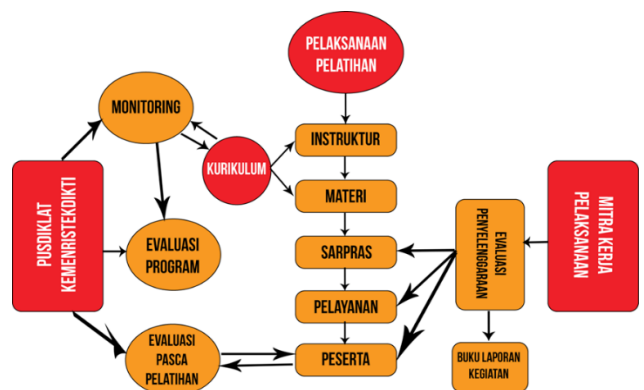 PELAKSANAAN
PELATIHAN
MONITORING
INSTRUKTUR
KURIKULUM
MATERI
PUSDIKLAT
KEMENRISTEKDIKTI
EVALUASI
PROGRAM
SARPRAS
EVALUASI
PENYELENGGARAAN
MITRA KERJA
PELAKSANAAN
PELAYANAN
EVALUASI
PASCA
PELATIHAN
PESERTA
BUKU LAPORAN
KEGIATAN